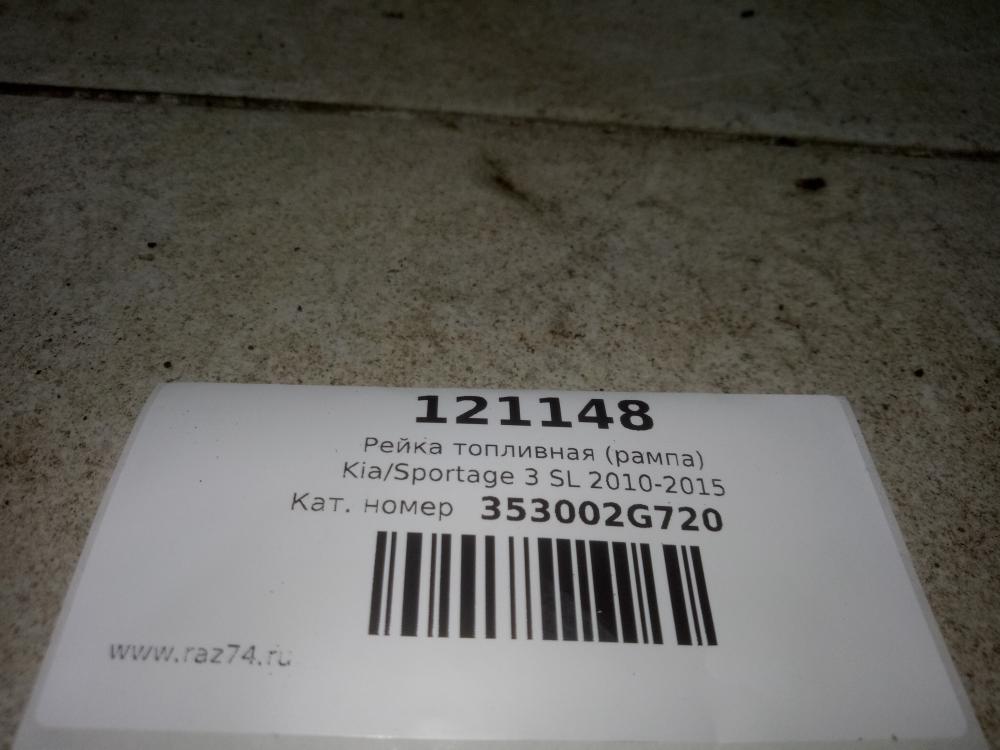 121148
Рейка топливная (рампа)
Kia/Sportage 3 SL 2010-2015
Кат. номер 353002G720
www.raz74.ru